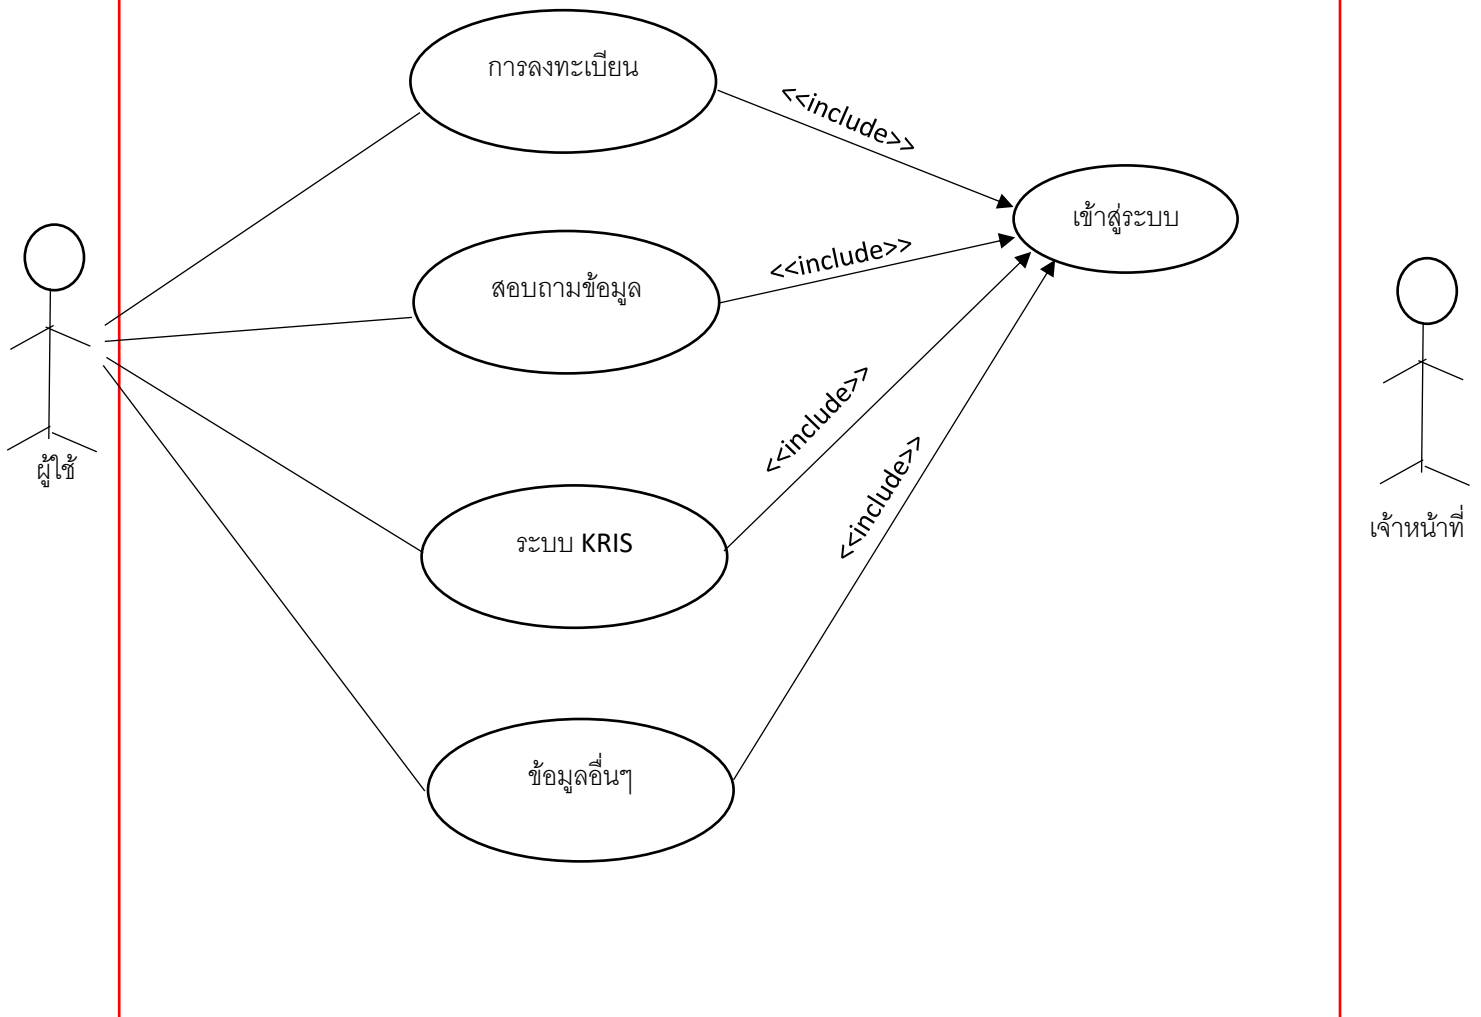 การลงทะเบียน
<<include>>
เข้าสู่ระบบ
<<include>>
สอบถามข้อมูล
<<include>>
ผู้ใช้
<<include>>
ระบบ KRIS
เจ้าหน้าที่
ข้อมูลอื่นๆ